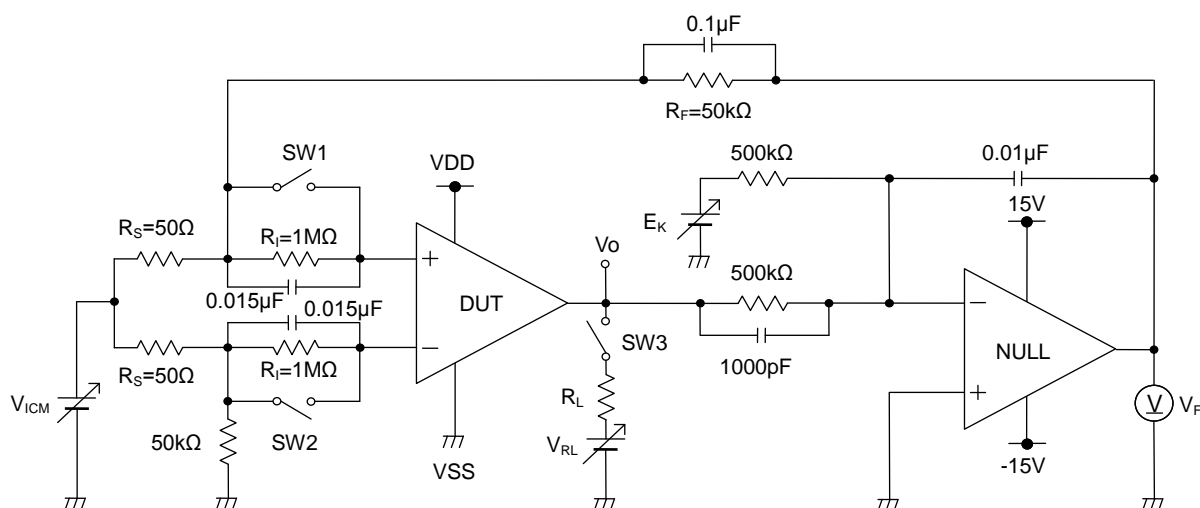 0.1µF
RF=50kΩ
SW1
VDD
500kΩ
0.01µF
15V
EK
RS=50Ω
RI=1MΩ
Vo
+
0.015µF
DUT
500kΩ
−
0.015µF
−
SW3
1000pF
NULL
RS=50Ω
RI=1MΩ
VICM
RL
+
V
VF
50kΩ
SW2
VRL
VSS
-15V